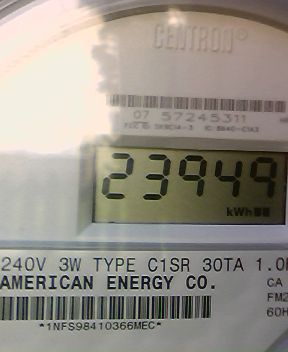 CENTRON®
07 57245311
23949
kWh
240V 3W TYPE C1SR 30TA 1.0
AMERICAN ENERGY CO. CA
FM2
*1NFS98410366MEC* 60H